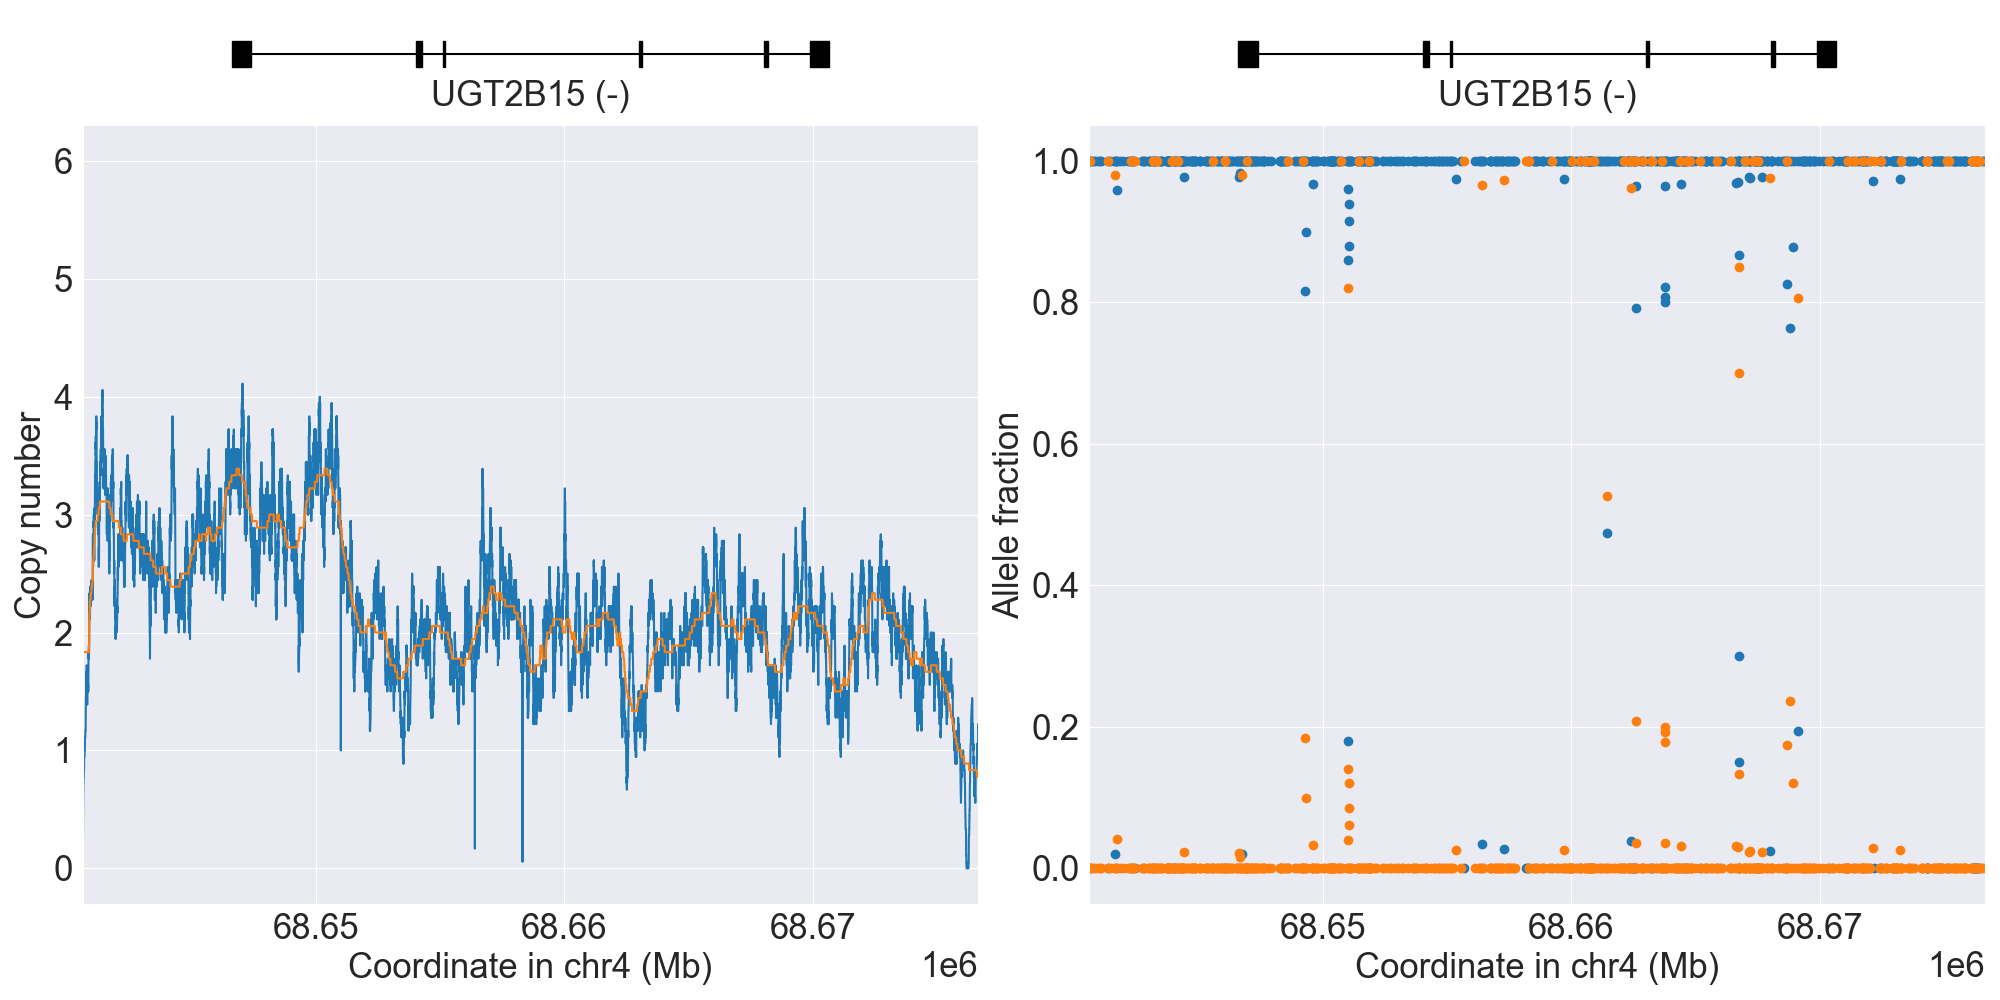 UGT2B15 (-)
Copy number
6
5
4
3
2
1
0
68.65 68.66 68.67
Coordinate in chr4 (Mb)
1e6
UGT2B15 (-)
Allele fraction
1.0
0.8
0.6
0.4
0.2
0.0
68.65 68.66 68.67
Coordinate in chr4 (Mb)
1e6